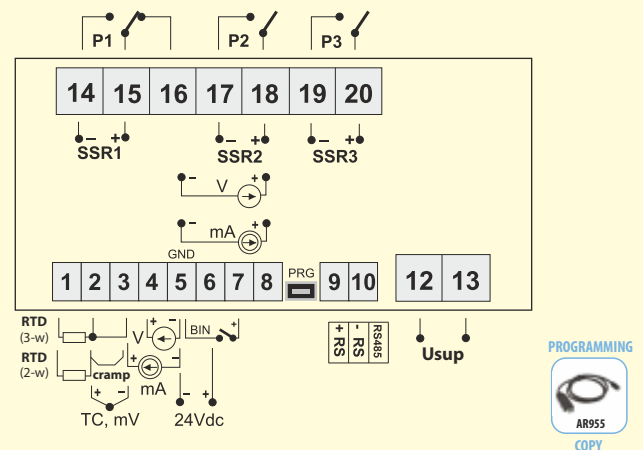 P1 P2 P3
14 15 16 17 18 19 20
- + - + - +
SSR1 SSR2 SSR3
- V +
- mA +
GND
1 2 3 4 5 6 7 8 PRG 9 10 12 13
RTD
(3-w)
+ - V
BIN +
RTD
(2-w)
cramp
+ - mA
+ -
TC, mV
- +
24Vdc
+ RS
- RS
RS485
Usup
PROGRAMMING
AR955
COPY